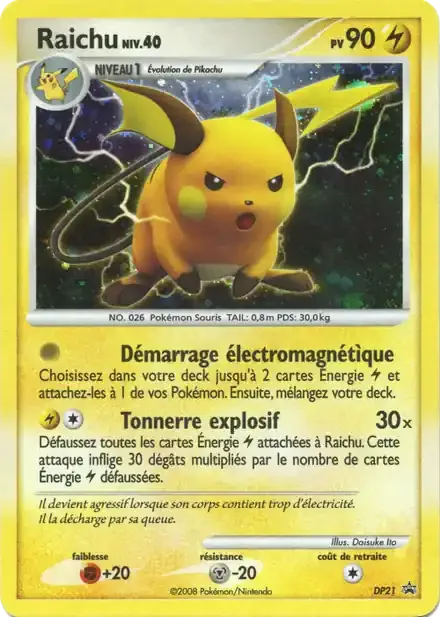 Raichu NIV.40 PV 90
NIVEAU 1 Évolution de Pikachu
NO. 026 Pokémon Souris TAIL: 0,8m PDS: 30,0kg
Démarrage électromagnétique
Choisissez dans votre deck jusqu'à 2 cartes Énergie et
attachez-les à 1 de vos Pokémon. Ensuite, mélangez votre deck.
Tonnerre explosif 30x
Défaussez toutes les cartes Énergie attachées à Raichu. Cette
attaque inflige 30 dégâts multipliés par le nombre de cartes
Énergie défaussées.
Il devient agressif lorsque son corps contient trop d'électricité.
Il la décharge par sa queue.
Illus. Daisuke Ito
faiblesse résistance coût de retraite
+20 -20
©2008 Pokémon/Nintendo DP21